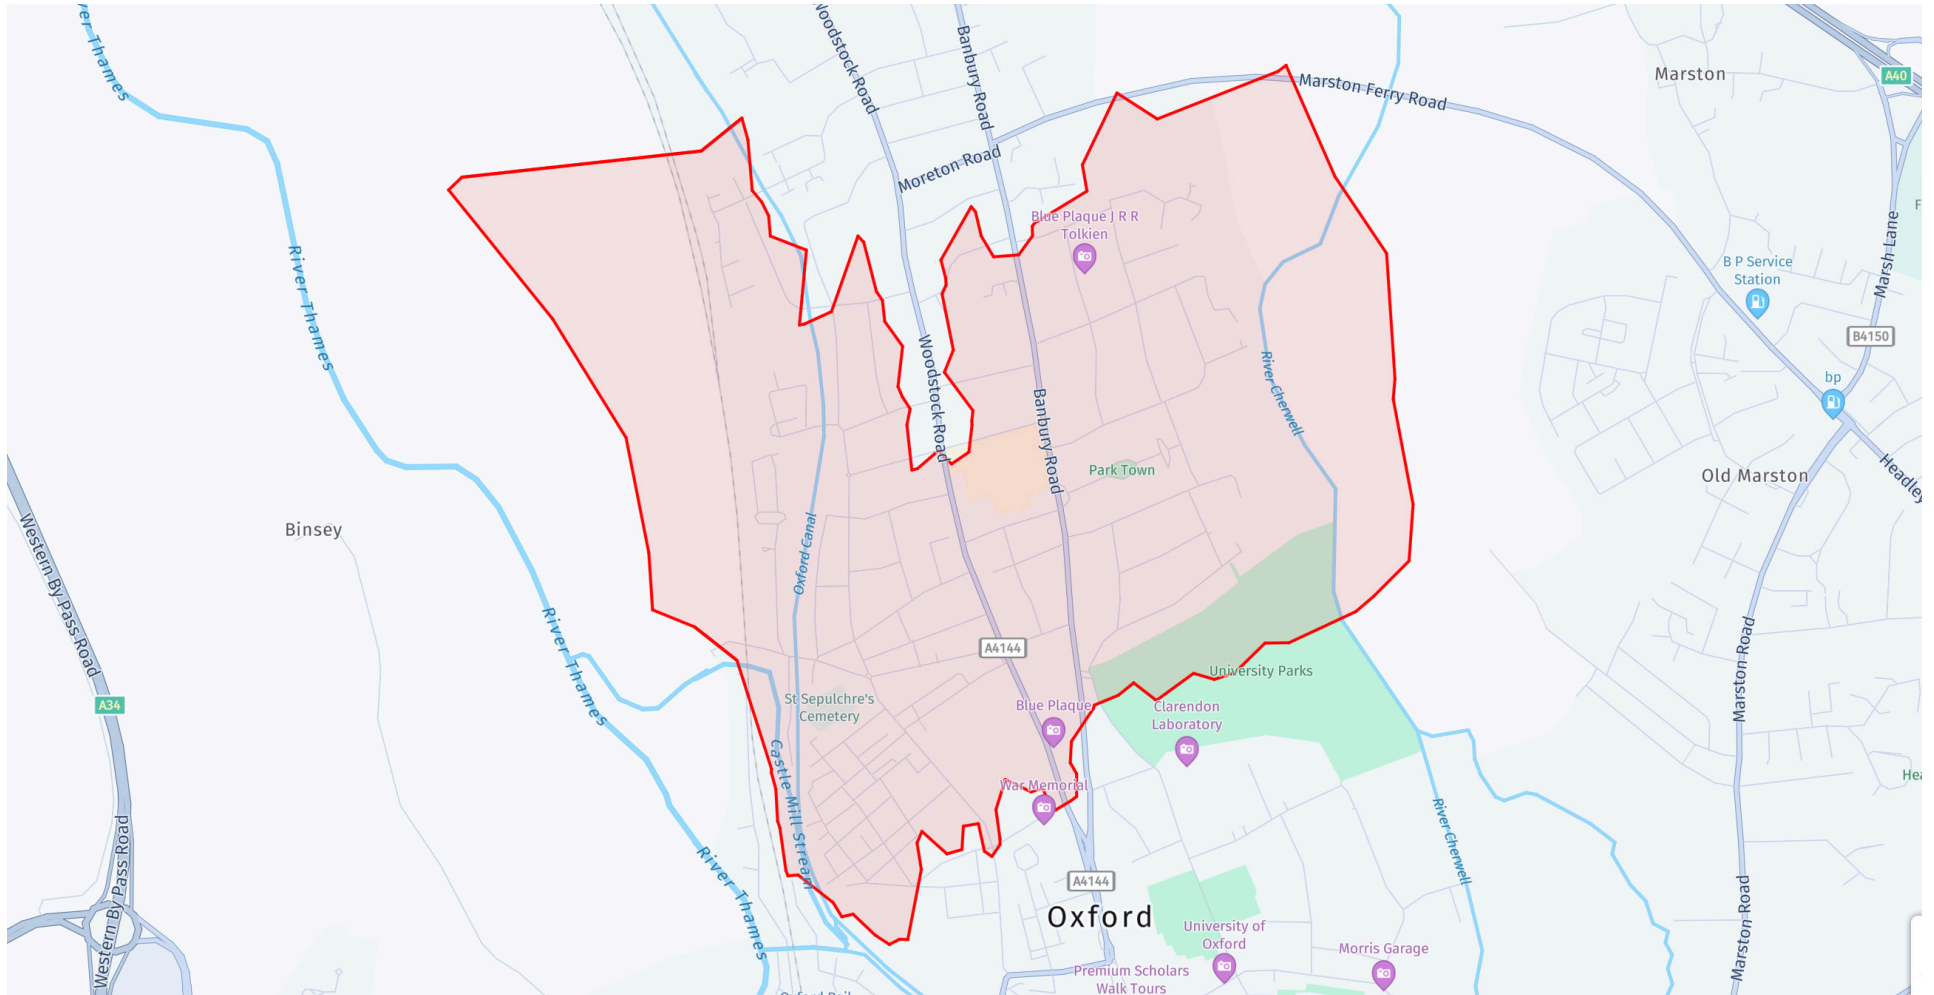 River Thames
Woodstock Road
Banbury Road
Marston Ferry Road
Marston
A40
Moreton Road
Blue Plaque J R R
Tolkien
River Thames
Marsh Lane
B P Service
Station
B4150
Woodstock Road
River Cherwell
bp
Banbury Road
Park Town
Old Marston
Headley
Binsey
Western By Pass Road
Oxford Canal
River Thames
A4144
University Parks
Marston Road
St Sepulchre's
Cemetery
A34
Blue Plaque
Clarendon
Laboratory
Castle Mill Stream
War Memorial
Hea
River Cherwell
River Thames
Western By Pass Road
A4144
Oxford
University of
Oxford
Marston Road
Morris Garage
Premium Scholars
Walk Tours